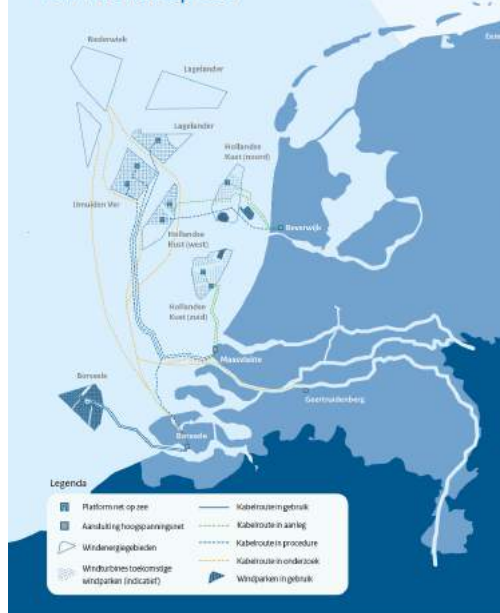 Nederwiek
Lagelander
Lagelander
Hollandse
Kust (noord)
IJmuiden Ver
Hollandse
Kust (west)
Beverwijk
Hollandse
Kust (zuid)
Maasvlakte
Borssele
Geertruidenberg
Borssele
Legenda
Platform net op zee
Aansluiting hoogspanningsnet
Windenergiegebieden
Windturbines toekomstige
windparken (indicatief)
Kabelroute in gebruik
Kabelroute in aanleg
Kabelroute in procedure
Kabelroute in onderzoek
Windparken in gebruik